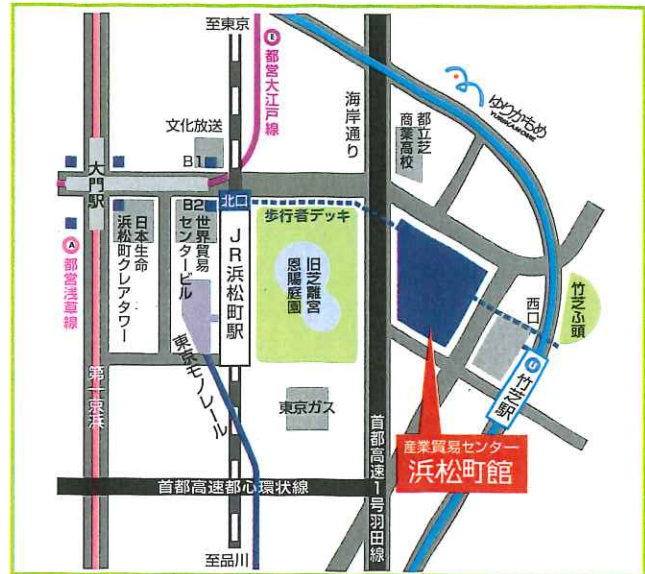 至東京
E
都営大江戸線
文化放送
海岸通り
都立芝
商業高校
ゆりかもめ
YURIKAMOME
大門駅
B1
B2
北口
歩行者デッキ
日本生命
浜松町クレアタワー
世界貿易
センタービル
JR浜松町駅
旧芝離宮
恩賜庭園
A
都営浅草線
第一京浜
東京モノレール
東京ガス
西口
竹芝ふ頭
U
竹芝駅
産業貿易センター
浜松町館
首都高速都心環状線
首都高速1号羽田線
至品川